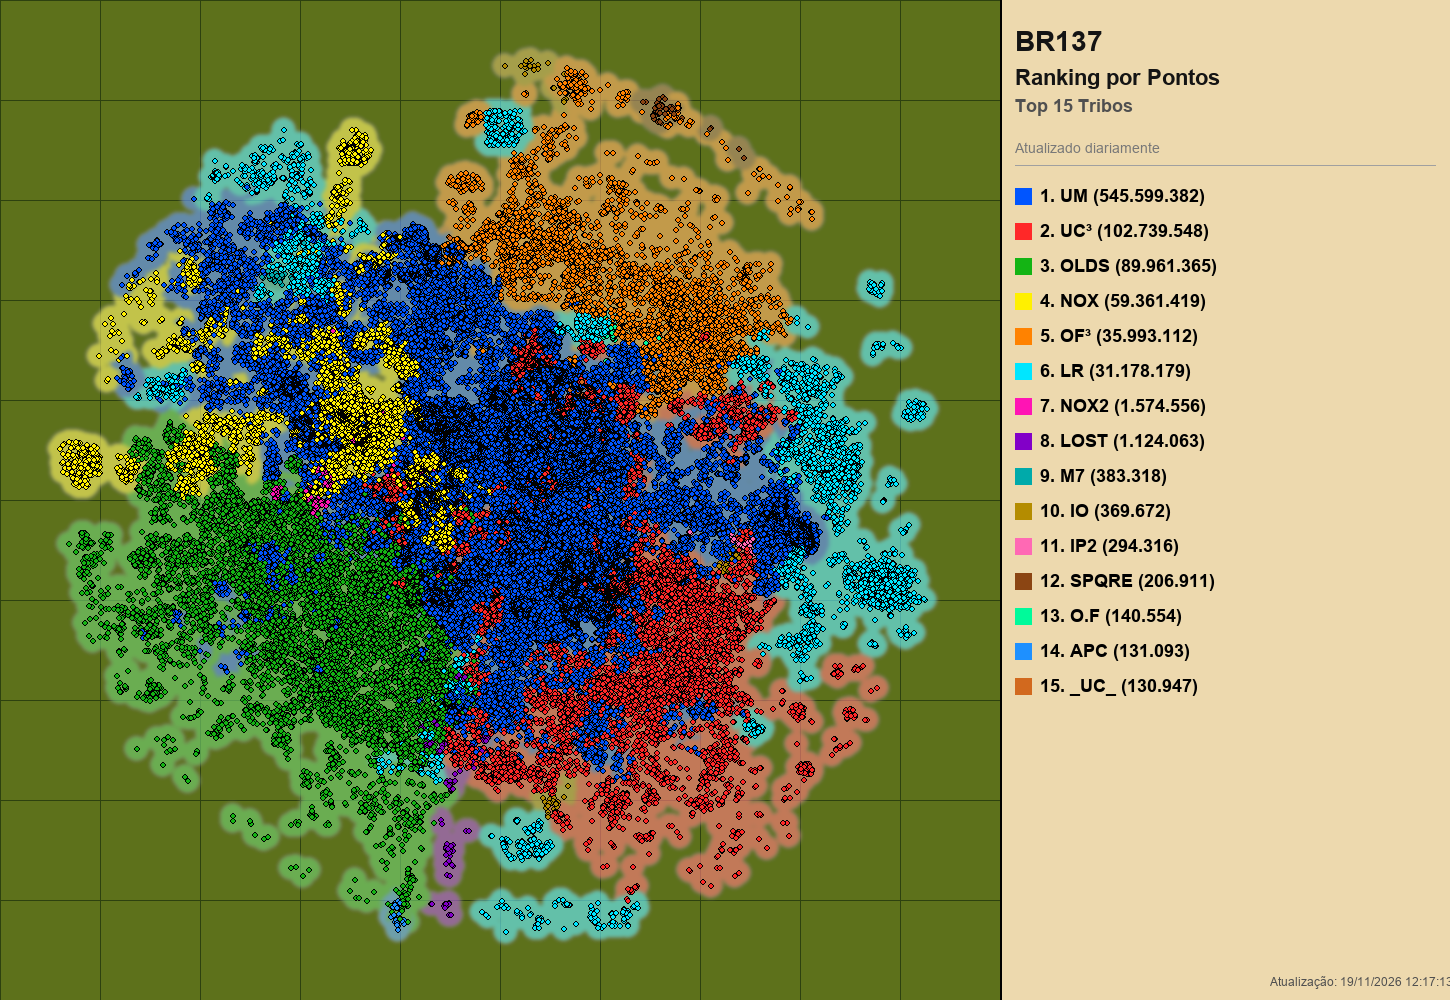 BR137
Ranking por Pontos
Top 15 Tribos
Atualizado diariamente
1. UM (545.599.382)
2. UC³ (102.739.548)
3. OLDS (89.961.365)
4. NOX (59.361.419)
5. OF³ (35.993.112)
6. LR (31.178.179)
7. NOX2 (1.574.556)
8. LOST (1.124.063)
9. M7 (383.318)
10. IO (369.672)
11. IP2 (294.316)
12. SPQRE (206.911)
13. O.F (140.554)
14. APC (131.093)
15. _UC_ (130.947)
Atualização: 19/11/2026 12:17:13